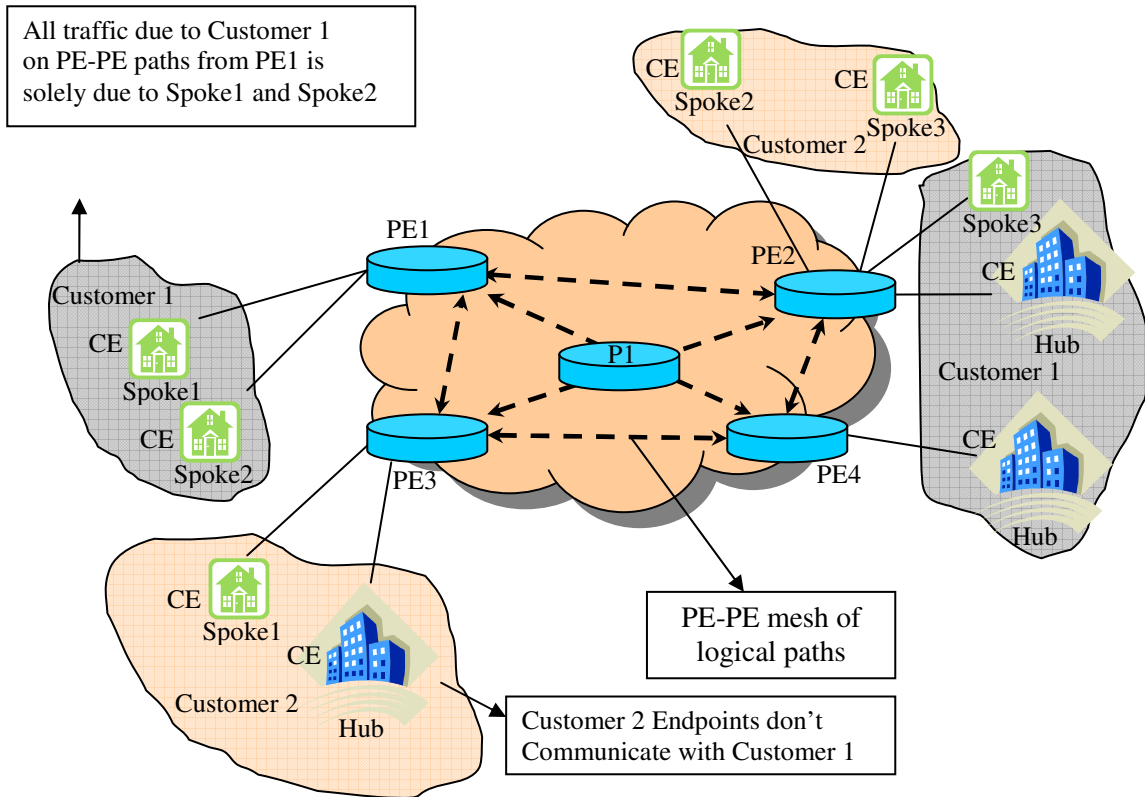 All traffic due to Customer 1
on PE-PE paths from PE1 is
solely due to Spoke1 and Spoke2
CE
Spoke2
CE
Spoke3
Customer 2
Spoke3
CE
Hub
Customer 1
CE
Hub
PE1
PE2
P1
PE3
PE4
Customer 1
CE
Spoke1
CE
Spoke2
CE
Spoke1
CE
Customer 2
Hub
PE-PE mesh of
logical paths
Customer 2 Endpoints don’t
Communicate with Customer 1